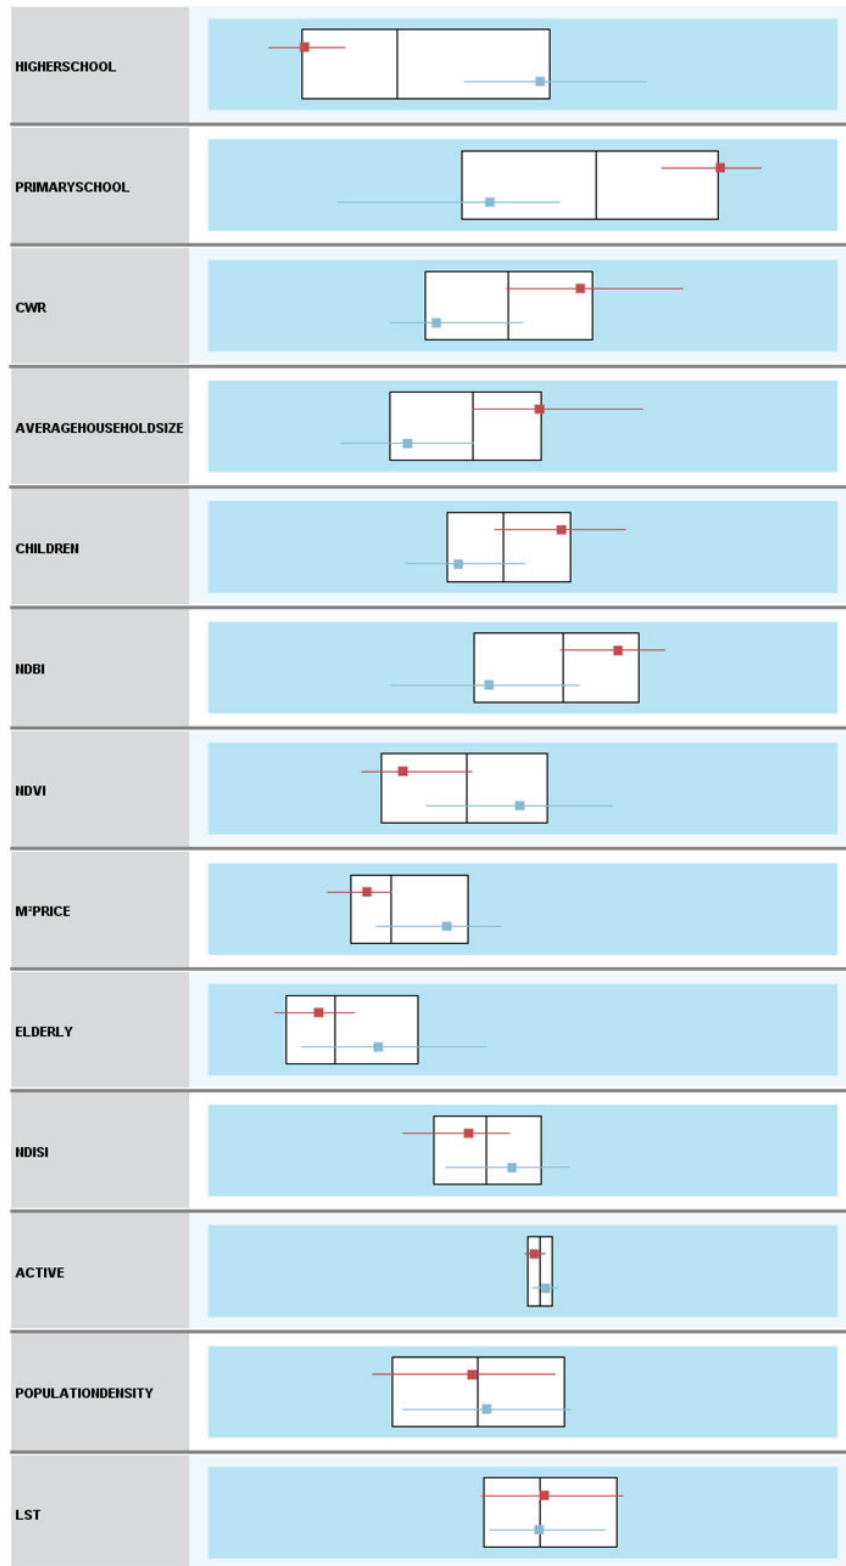 HIGHERSCHOOL
PRIMARYSCHOOL
CWR
AVERAGEHOUSEHOLDSIZE
CHILDREN
NDBI
NDVI
M²PRICE
ELDERLY
NDISI
ACTIVE
POPULATIONDENSITY
LST